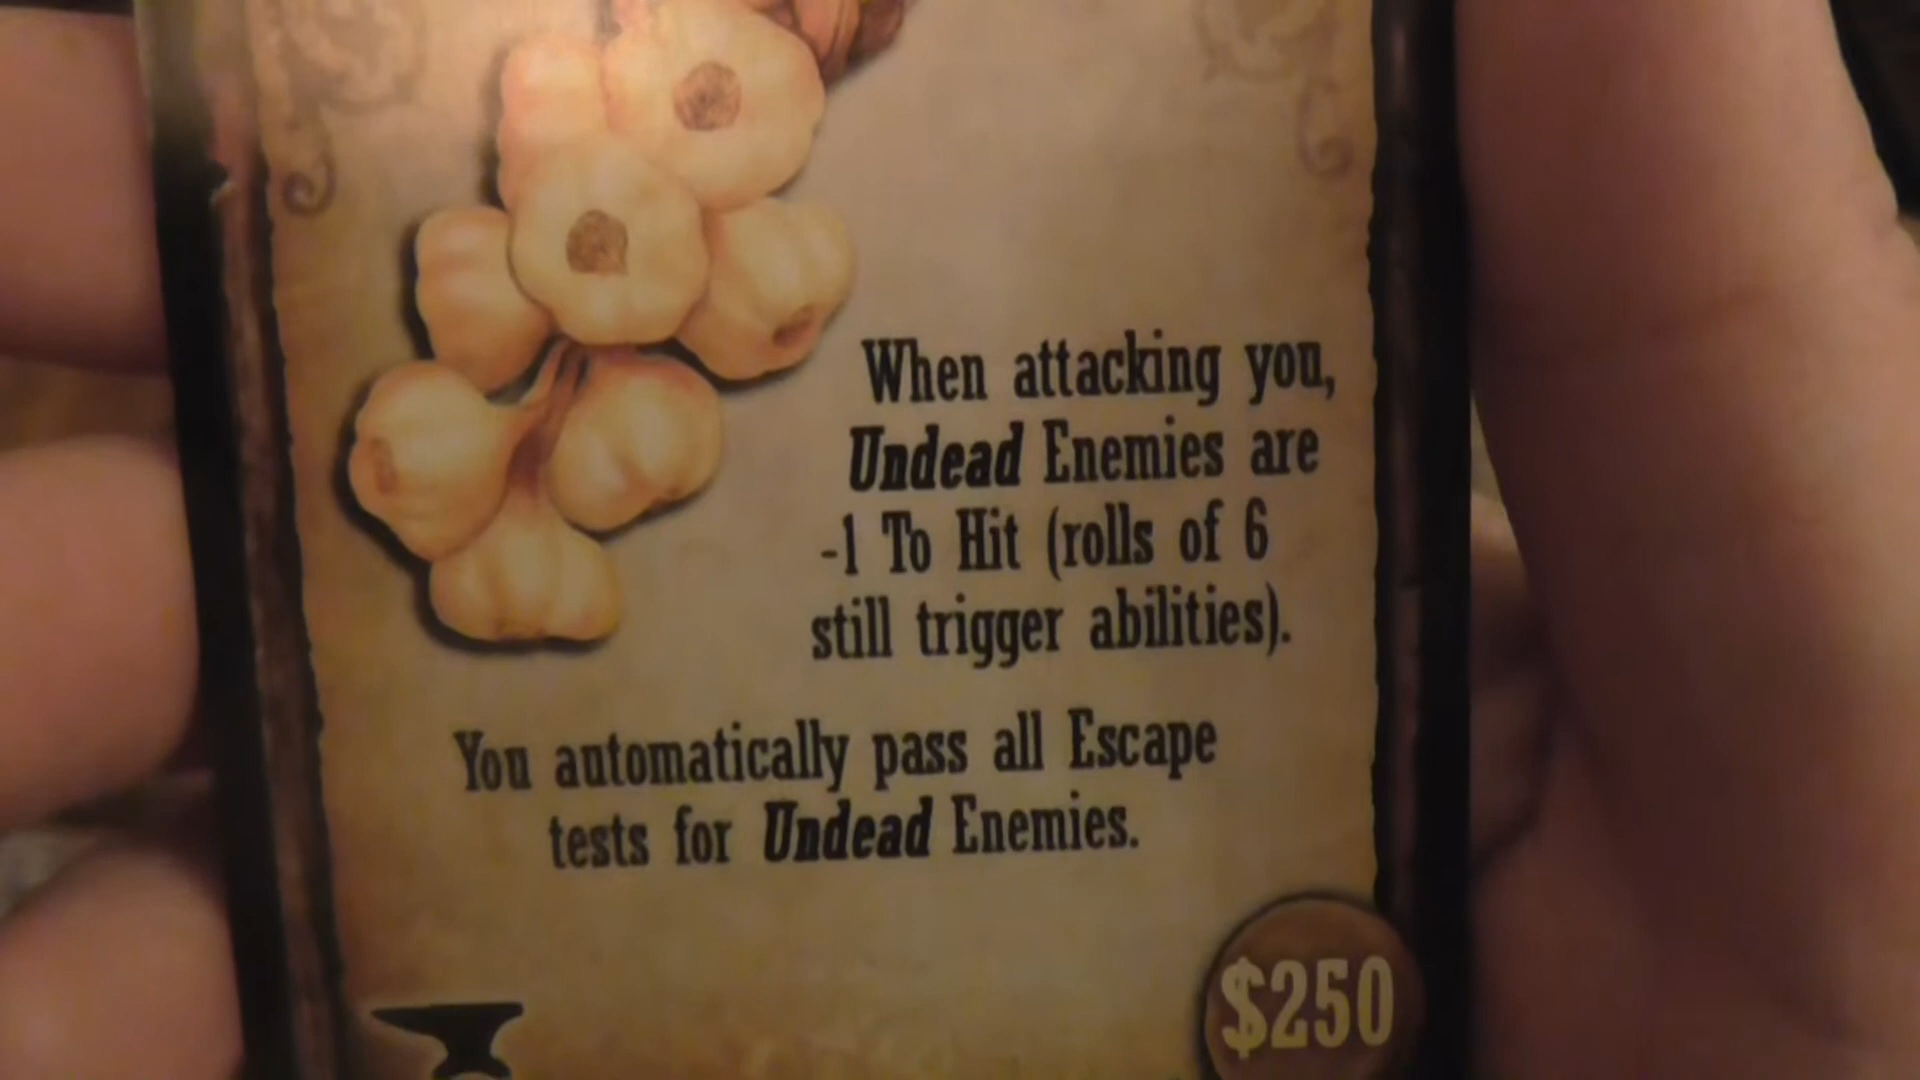 When attacking you,
Undead Enemies are
-1 To Hit (rolls of 6
still trigger abilities).
You automatically pass all Escape
tests for Undead Enemies.
$250